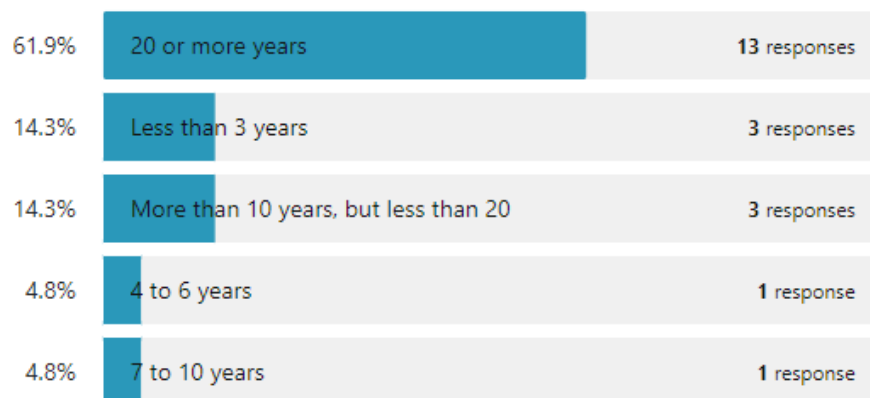 61.9% 20 or more years 13 responses
14.3% Less than 3 years 3 responses
14.3% More than 10 years, but less than 20 3 responses
4.8% 4 to 6 years 1 response
4.8% 7 to 10 years 1 response